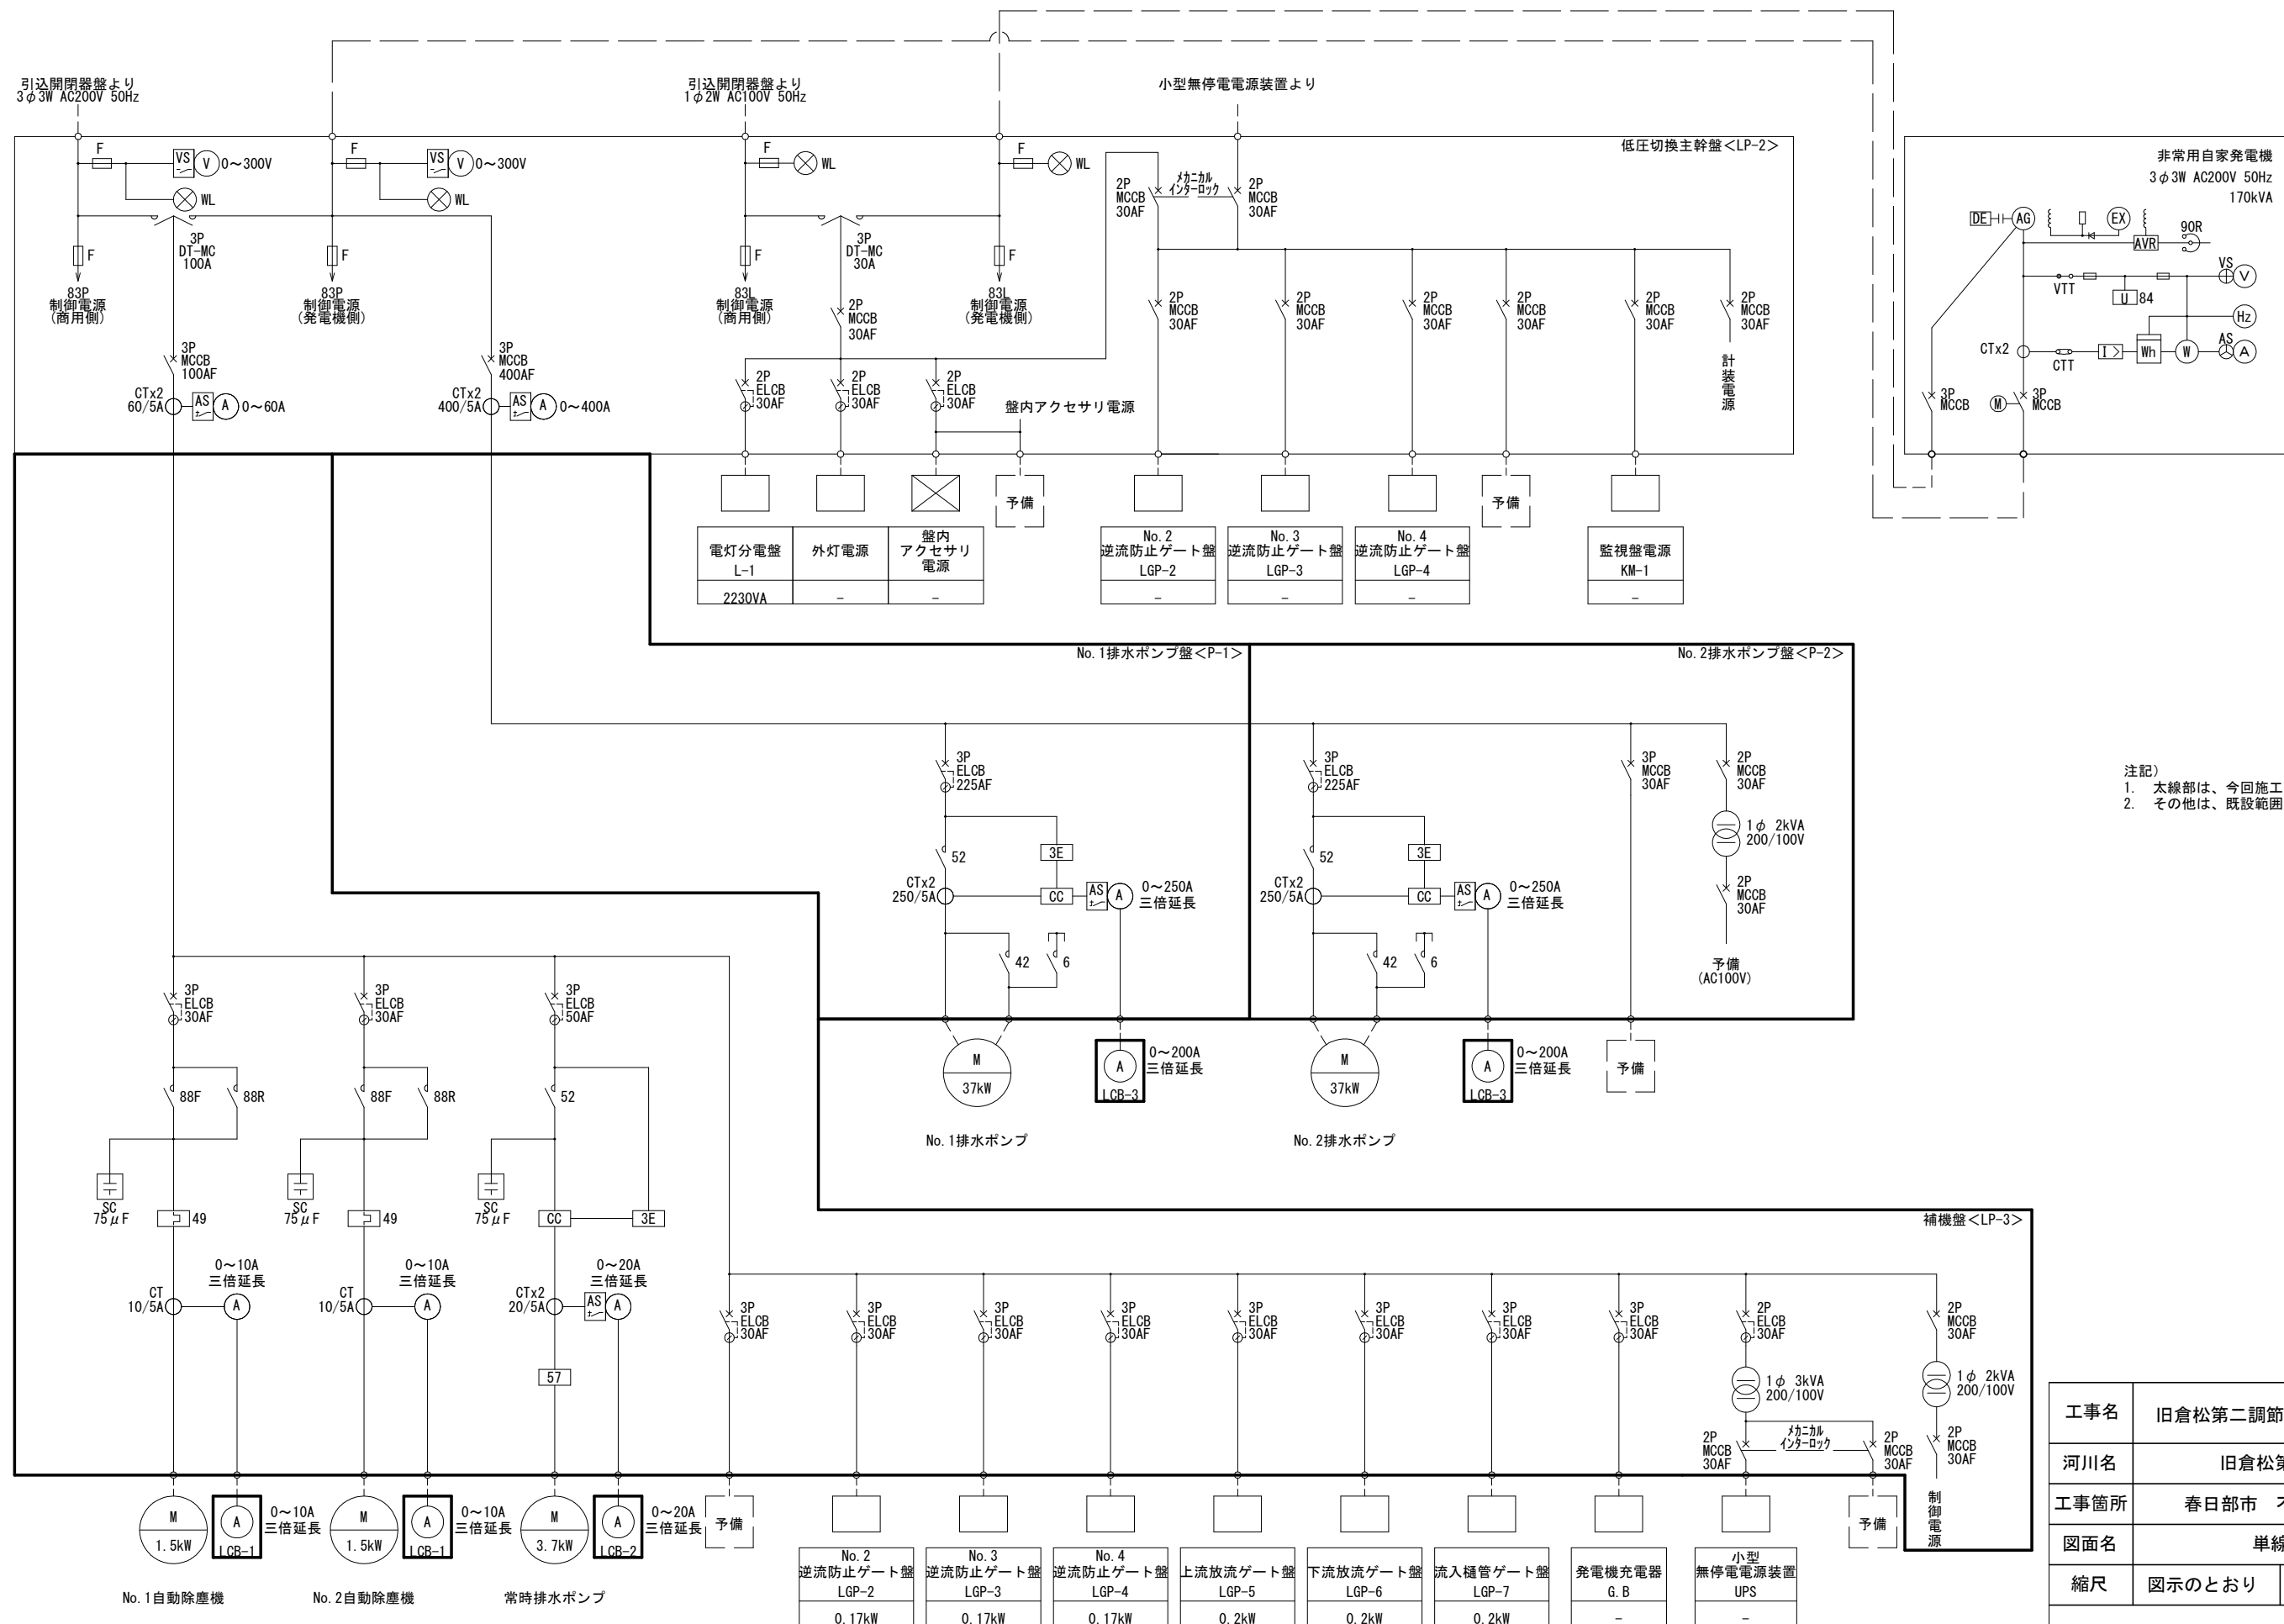 引込開閉器盤より
3φ3W AC200V 50Hz
引込開閉器盤より
1φ2W AC100V 50Hz
小型無停電電源装置より
低圧切換主幹盤<LP-2>
F
VS
V
0～300V
WL
F
VS
V
0～300V
WL
F
WL
F
WL
3P
DT-MC
100A
F
83P
制御電源
(商用側)
F
83P
制御電源
(発電機側)
3P
DT-MC
30A
F
83L
制御電源
(商用側)
F
83L
制御電源
(発電機側)
2P
MCCB
30AF
メカニカル
インターロック
2P
MCCB
30AF
2P
MCCB
30AF
2P
MCCB
30AF
2P
MCCB
30AF
2P
MCCB
30AF
2P
MCCB
30AF
2P
MCCB
30AF
2P
MCCB
30AF
計装電源
3P
MCCB
100AF
CTx2
60/5A
AS
A
0～60A
3P
MCCB
400AF
CTx2
400/5A
AS
A
0～400A
2P
ELCB
30AF
2P
ELCB
30AF
2P
ELCB
30AF
盤内アクセサリ電源
予備
予備
電灯分電盤
L-1
2230VA
外灯電源
-
盤内
アクセサリ
電源
-
No.2
逆流防止ゲート盤
LGP-2
-
No.3
逆流防止ゲート盤
LGP-3
-
No.4
逆流防止ゲート盤
LGP-4
-
監視盤電源
KM-1
-
非常用自家発電機
3φ3W AC200V 50Hz
170kVA
DE
AG
EX
AVR
90R
VTT
U
84
VS
V
Hz
CTx2
CTT
I>
Wh
W
AS
A
3P
MCCB
M
3P
MCCB
No.1排水ポンプ盤<P-1>
No.2排水ポンプ盤<P-2>
3P
ELCB
225AF
52
3E
CTx2
250/5A
CC
AS
A
0～250A
三倍延長
42
6
M
37kW
A
LCB-3
0～200A
三倍延長
No.1排水ポンプ
3P
ELCB
225AF
52
3E
CTx2
250/5A
CC
AS
A
0～250A
三倍延長
42
6
M
37kW
A
LCB-3
0～200A
三倍延長
No.2排水ポンプ
3P
MCCB
30AF
予備
2P
MCCB
30AF
1φ 2kVA
200/100V
2P
MCCB
30AF
予備
(AC100V)
注記)
1. 太線部は、今回施工
2. その他は、既設範囲
補機盤<LP-3>
3P
ELCB
30AF
88F
88R
SC
75μF
49
CT
10/5A
0～10A
三倍延長
A
M
1.5kW
A
LCB-1
0～10A
三倍延長
No.1自動除塵機
3P
ELCB
30AF
88F
88R
SC
75μF
49
CT
10/5A
0～10A
三倍延長
A
M
1.5kW
A
LCB-1
0～10A
三倍延長
No.2自動除塵機
3P
ELCB
50AF
52
SC
75μF
CC
3E
CTx2
20/5A
AS
A
0～20A
三倍延長
57
M
3.7kW
A
LCB-2
0～20A
三倍延長
常時排水ポンプ
3P
ELCB
30AF
予備
3P
ELCB
30AF
3P
ELCB
30AF
3P
ELCB
30AF
3P
ELCB
30AF
3P
ELCB
30AF
3P
ELCB
30AF
3P
ELCB
30AF
2P
ELCB
30AF
1φ 3kVA
200/100V
2P
MCCB
30AF
メカニカル
インターロック
2P
MCCB
30AF
予備
2P
MCCB
30AF
1φ 2kVA
200/100V
2P
MCCB
30AF
制御電源
No.2
逆流防止ゲート盤
LGP-2
0.17kW
No.3
逆流防止ゲート盤
LGP-3
0.17kW
No.4
逆流防止ゲート盤
LGP-4
0.17kW
上流放流ゲート盤
LGP-5
0.2kW
下流放流ゲート盤
LGP-6
0.2kW
流入樋管ゲート盤
LGP-7
0.2kW
発電機充電器
G.B
-
小型
無停電電源装置
UPS
-
工事名 旧倉松第二調節
河川名 旧倉松
工事箇所 春日部市
図面名 単線
縮尺 図示のとおり